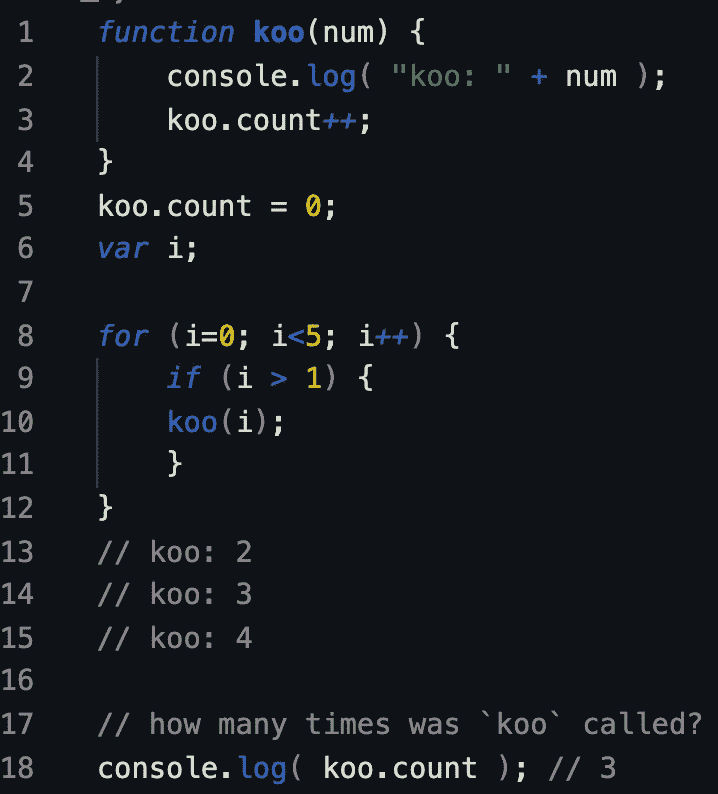 1 function koo(num) {
2 console.log( "koo: " + num );
3 koo.count++;
4 }
5 koo.count = 0;
6 var i;
7
8 for (i=0; i<5; i++) {
9 if (i > 1) {
10 koo(i);
11 }
12 }
13 // koo: 2
14 // koo: 3
15 // koo: 4
16
17 // how many times was `koo` called?
18 console.log( koo.count ); // 3